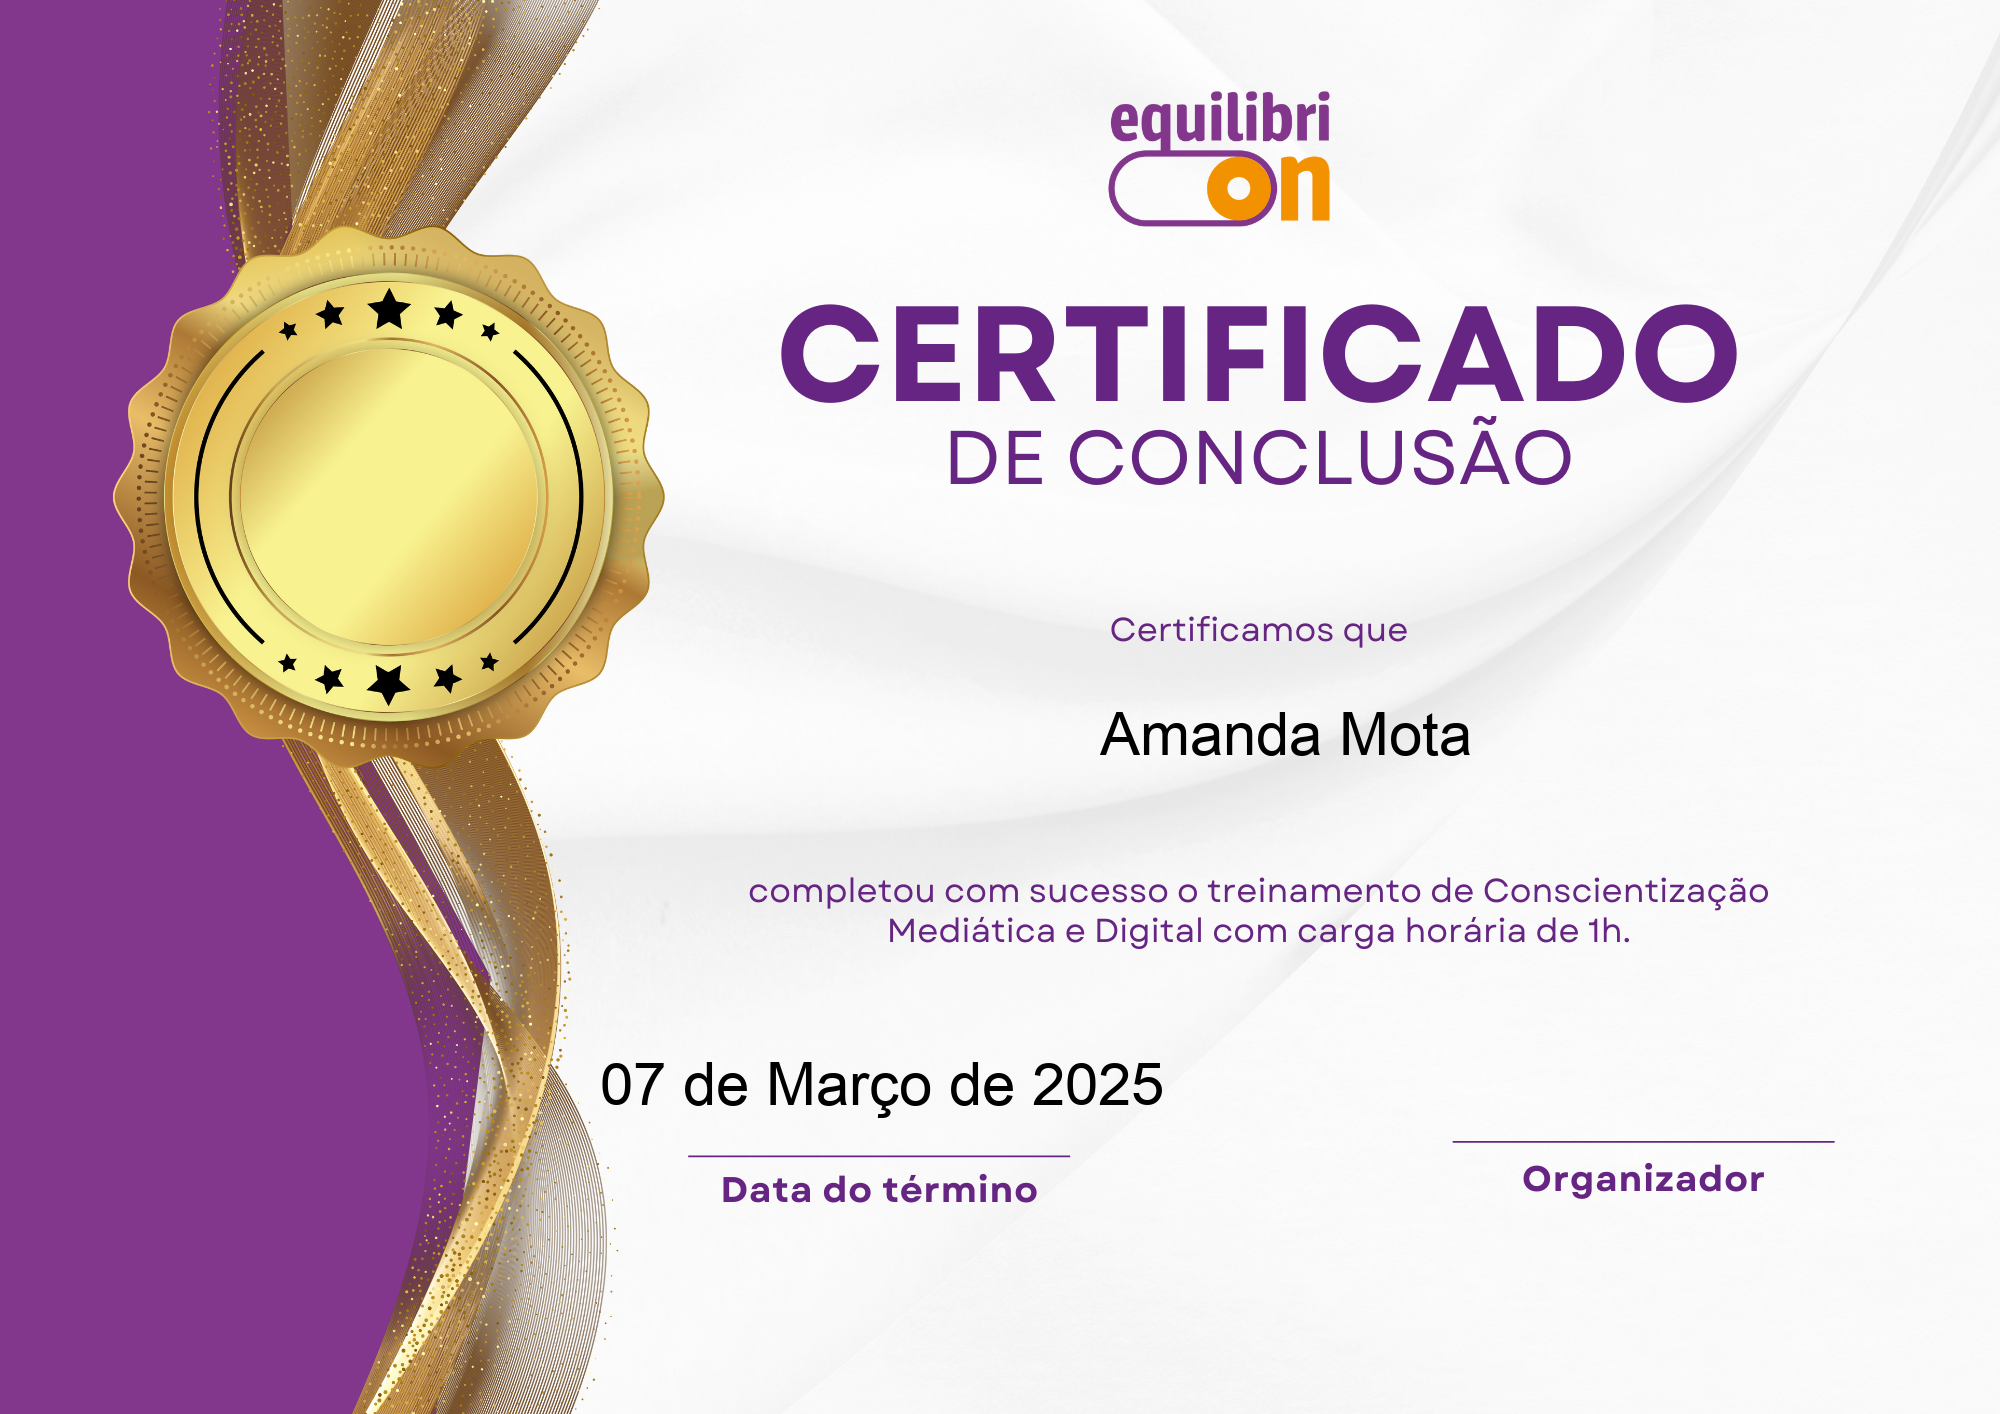 equilibri
on
CERTIFICADO
DE CONCLUSÃO
Certificamos que
Amanda Mota
completou com sucesso o treinamento de Conscientização
Mediática e Digital com carga horária de 1h.
07 de Março de 2025
Data do término
Organizador